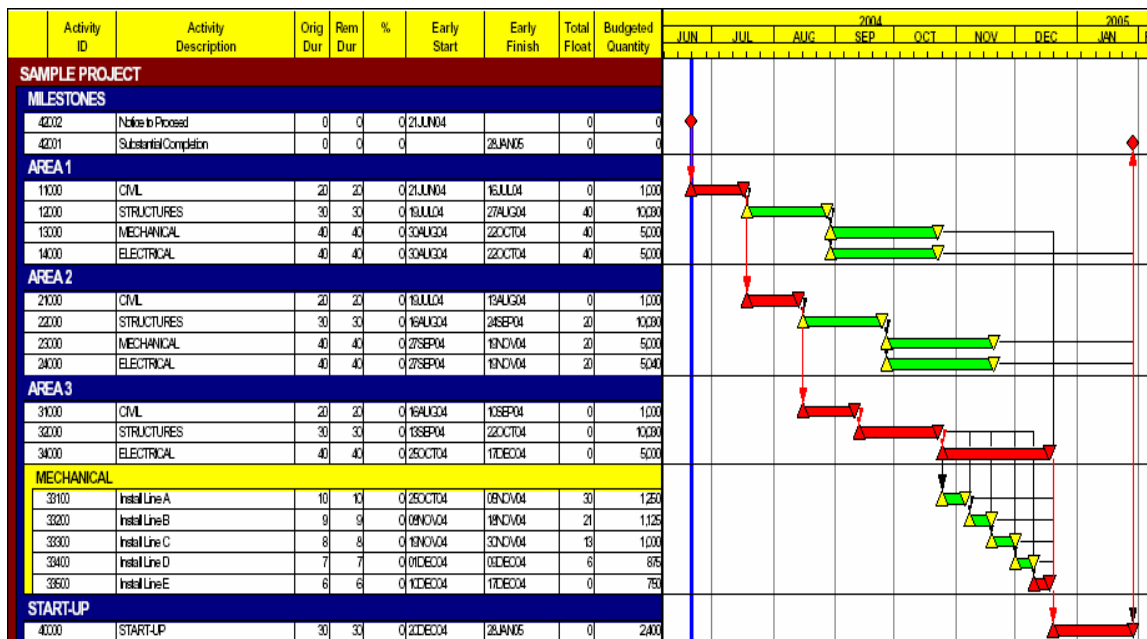 Activity ID Activity Description Orig Dur Rem Dur % Early Start Early Finish Total Float Budgeted Quantity 2004 2005
JUN JUL AUG SEP OCT NOV DEC JAN
SAMPLE PROJECT
MILESTONES
42002 Notice to Proceed 0 0 0 21JUN04 0 0
42001 Substantial Completion 0 0 0 28JAN05 0 0
AREA 1
11000 CIVIL 20 20 0 21JUN04 16JUL04 0 1,000
12000 STRUCTURES 30 30 0 19JUL04 27AUG04 40 10,080
13000 MECHANICAL 40 40 0 30AUG04 22OCT04 40 5,000
14000 ELECTRICAL 40 40 0 30AUG04 22OCT04 40 5,000
AREA 2
21000 CIVIL 20 20 0 19JUL04 13AUG04 0 1,000
22000 STRUCTURES 30 30 0 16AUG04 24SEP04 20 10,080
23000 MECHANICAL 40 40 0 27SEP04 19NOV04 20 5,000
24000 ELECTRICAL 40 40 0 27SEP04 19NOV04 20 5,040
AREA 3
31000 CIVIL 20 20 0 16AUG04 10SEP04 0 1,000
32000 STRUCTURES 30 30 0 13SEP04 22OCT04 0 10,080
34000 ELECTRICAL 40 40 0 25OCT04 17DEC04 0 5,000
MECHANICAL
33100 Install Line A 10 10 0 25OCT04 05NOV04 30 1,250
33200 Install Line B 9 9 0 08NOV04 18NOV04 21 1,125
33300 Install Line C 8 8 0 19NOV04 30NOV04 13 1,000
33400 Install Line D 7 7 0 01DEC04 09DEC04 6 875
33500 Install Line E 6 6 0 10DEC04 17DEC04 0 750
START-UP
40000 START-UP 30 30 0 20DEC04 28JAN05 0 2,400